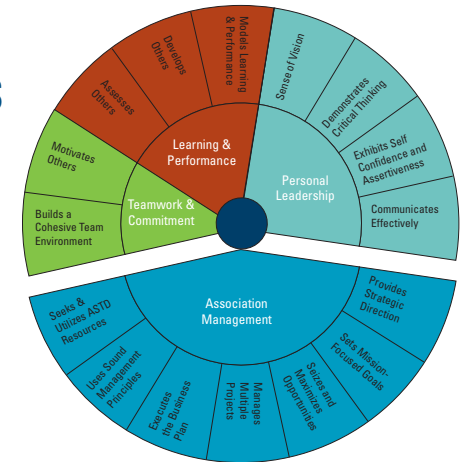 Models Learning
& Performance
Develops
Others
Assesses
Others
Learning &
Performance
Sense of Vision
Demonstrates
Critical Thinking
Exhibits Self
Confidence and
Assertiveness
Communicates
Effectively
Personal
Leadership
Motivates
Others
Builds a
Cohesive Team
Environment
Teamwork &
Commitment
Association
Management
Seeks &
Utilizes ASTD
Resources
Uses Sound
Management
Principles
Executes
the Business
Plan
Manages
Multiple
Projects
Seizes and
Maximizes
Opportunities
Sets Mission-
Focused Goals
Provides
Strategic
Direction